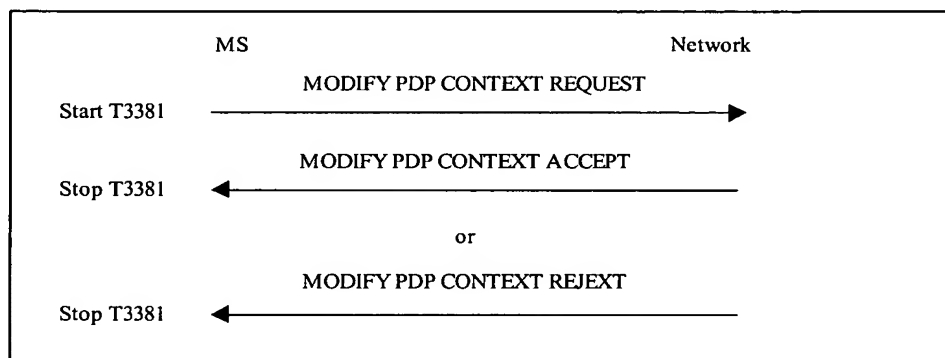 MS Network
MODIFY PDP CONTEXT REQUEST
Start T3381
MODIFY PDP CONTEXT ACCEPT
Stop T3381
or
MODIFY PDP CONTEXT REJEXT
Stop T3381